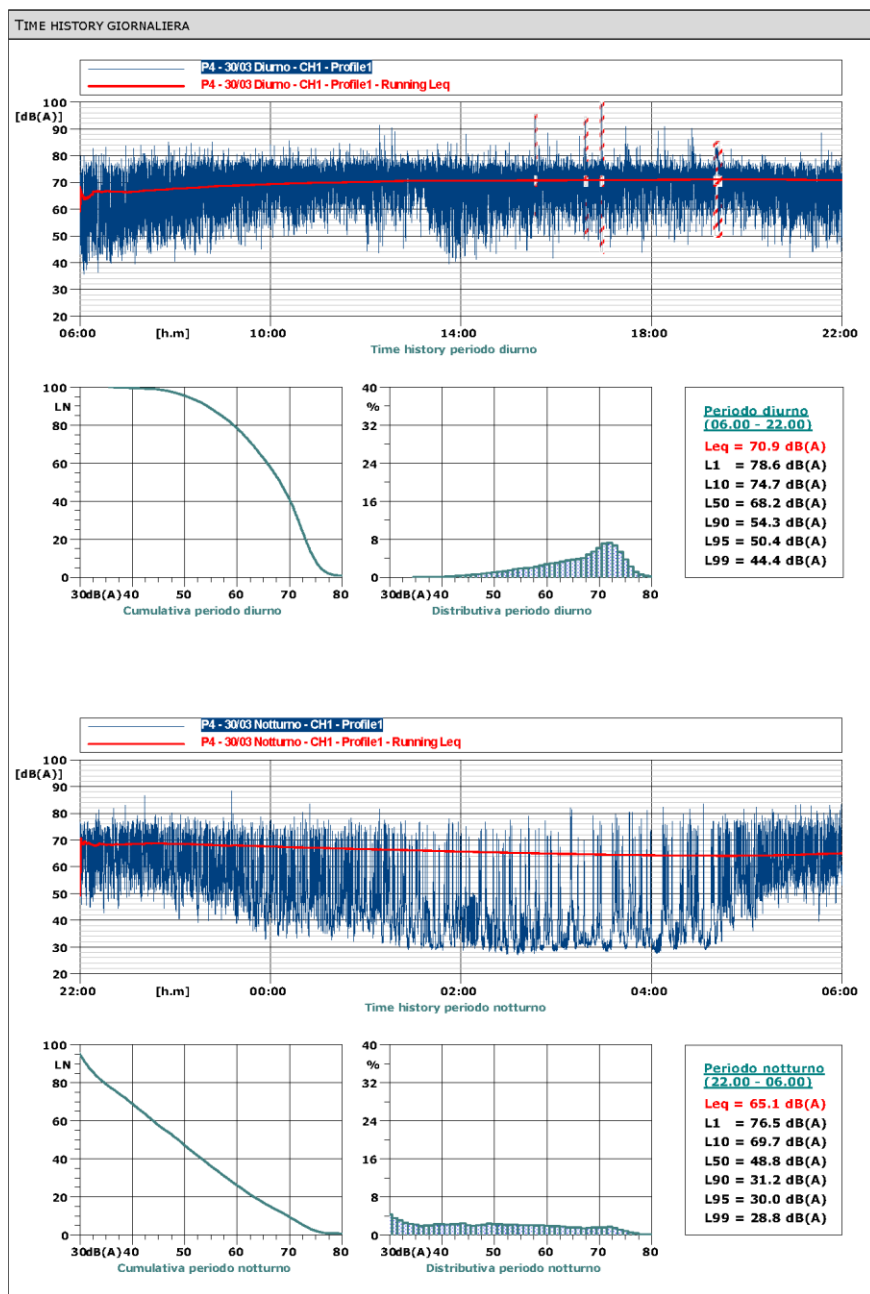 TIME HISTORY GIORNALIERA
P4 - 30/03 Diurno - CH1 - Profile1
P4 - 30/03 Diurno - CH1 - Profile1 - Running Leq
100
[dB(A)]
90
80
70
60
50
40
30
20
06:00 [h.m] 10:00 14:00 18:00 22:00
Time history periodo diurno
100
LN
80
60
40
20
0
30dB(A)40 50 60 70 80
Cumulativa periodo diurno
40
%
32
24
16
8
0
30dB(A)40 50 60 70 80
Distributiva periodo diurno
Periodo diurno
(06.00 - 22.00)
Leq = 70.9 dB(A)
L1 = 78.6 dB(A)
L10 = 74.7 dB(A)
L50 = 68.2 dB(A)
L90 = 54.3 dB(A)
L95 = 50.4 dB(A)
L99 = 44.4 dB(A)
P4 - 30/03 Notturno - CH1 - Profile1
P4 - 30/03 Notturno - CH1 - Profile1 - Running Leq
100
[dB(A)]
90
80
70
60
50
40
30
20
22:00 [h.m] 00:00 02:00 04:00 06:00
Time history periodo notturno
100
LN
80
60
40
20
0
30dB(A)40 50 60 70 80
Cumulativa periodo notturno
40
%
32
24
16
8
0
30dB(A)40 50 60 70 80
Distributiva periodo notturno
Periodo notturno
(22.00 - 06.00)
Leq = 65.1 dB(A)
L1 = 76.5 dB(A)
L10 = 69.7 dB(A)
L50 = 48.8 dB(A)
L90 = 31.2 dB(A)
L95 = 30.0 dB(A)
L99 = 28.8 dB(A)